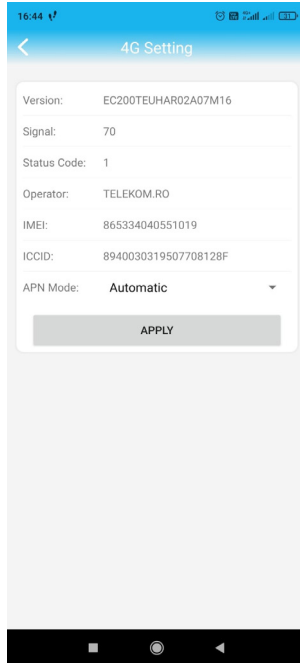 16:44
4G Setting
Version: EC200TEUHAR02A07M16
Signal: 70
Status Code: 1
Operator: TELEKOM.RO
IMEI: 865334040551019
ICCID: 8940030319507708128F
APN Mode: Automatic
APPLY